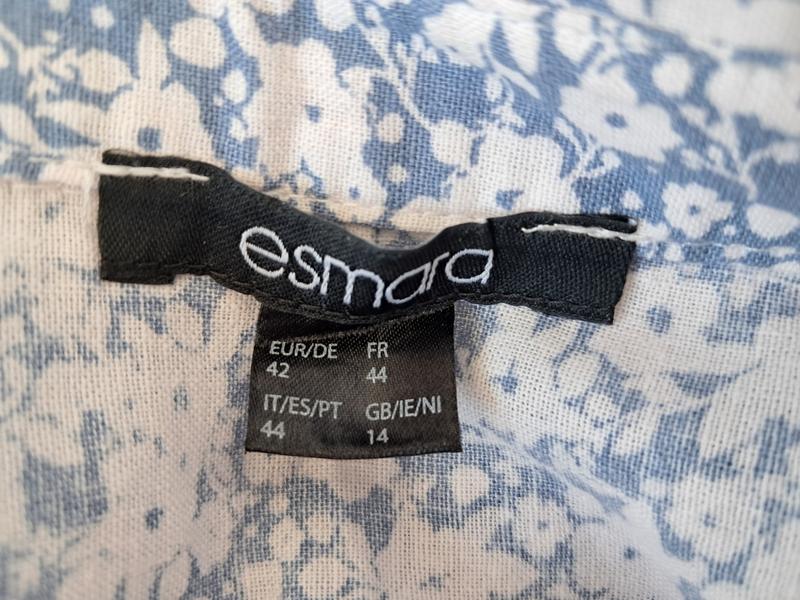 esmara
EUR/DE FR
42 44
IT/ES/PT GB/IE/NI
44 14